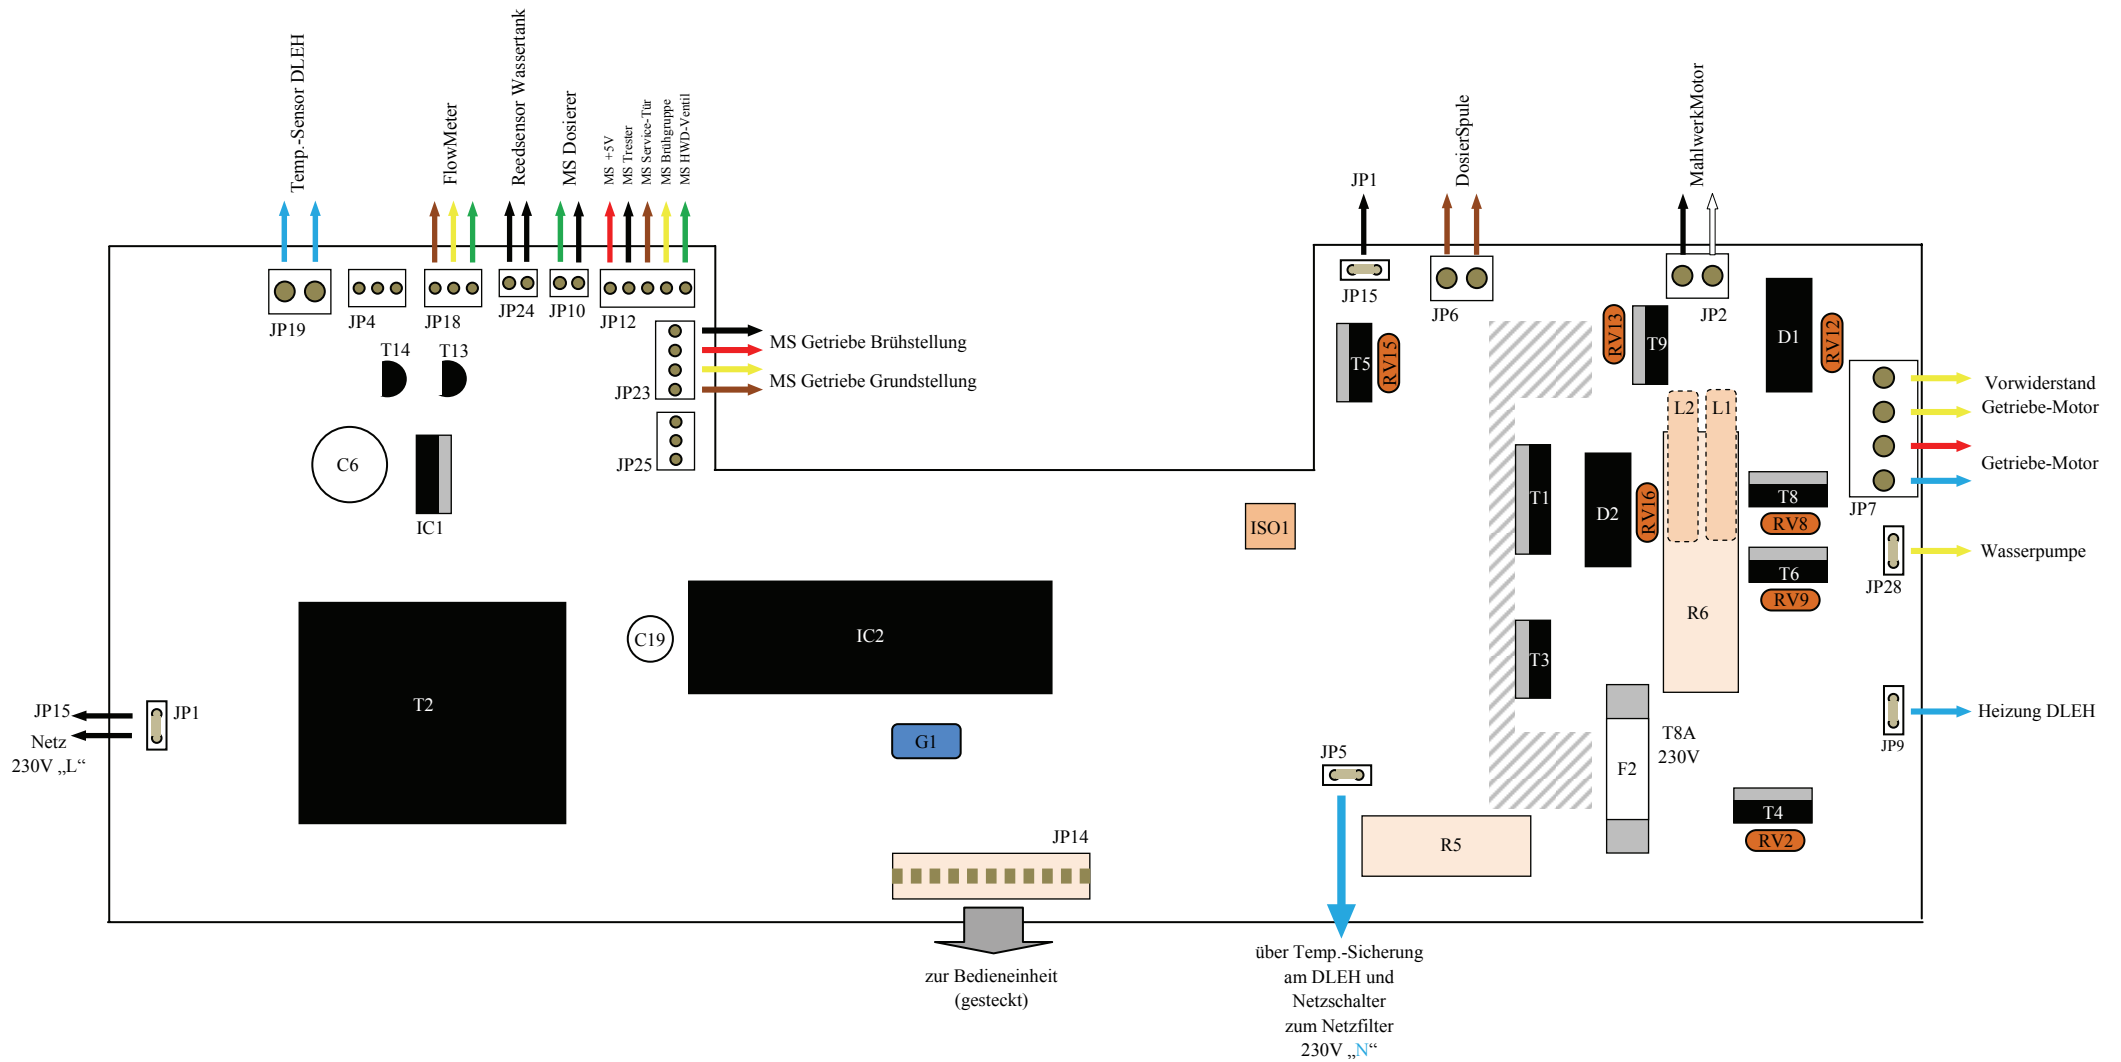 Temp.-Sensor DLEH
FlowMeter
Reedsensor Wassertank
MS Dosierer
MS +5V
MS Trester
MS Service-Tür
MS Brühgruppe
MS HWD-Ventil
JP1
DosierSpule
MahlwerkMotor
JP19
JP4
JP18
JP24
JP10
JP12
JP15
JP6
JP2
T14
T13
JP23
MS Getriebe Brühstellung
MS Getriebe Grundstellung
T5
RV15
RV13
T9
D1
RV12
Vorwiderstand
Getriebe-Motor
Getriebe-Motor
JP7
L2
L1
C6
IC1
JP25
ISO1
T1
D2
RV16
T8
RV8
T6
RV9
JP28
Wasserpumpe
R6
T2
C19
IC2
T3
JP15
Netz
230V „L“
JP1
G1
JP5
T8A
230V
F2
JP9
Heizung DLEH
T4
RV2
R5
JP14
zur Bedieneinheit
(gesteckt)
über Temp.-Sicherung
am DLEH und
Netzschalter
zum Netzfilter
230V „N“